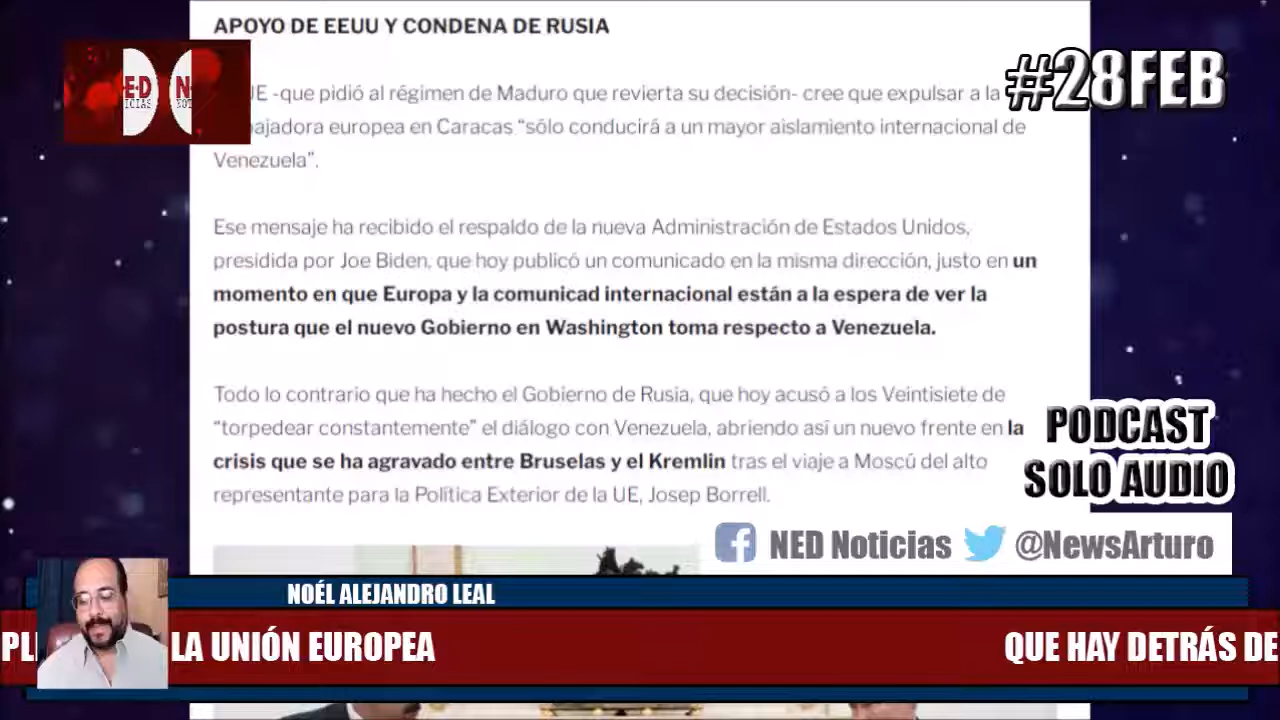 APOYO DE EEUU Y CONDENA DE RUSIA
E·D N·
ICIAS NOT
#28FEB
UE -que pidió al régimen de Maduro que revierta su decisión- cree que expulsar a la
bajadora europea en Caracas “sólo conducirá a un mayor aislamiento internacional de
Venezuela”.
Ese mensaje ha recibido el respaldo de la nueva Administración de Estados Unidos,
presidida por Joe Biden, que hoy publicó un comunicado en la misma dirección, justo en un
momento en que Europa y la comunicad internacional están a la espera de ver la
postura que el nuevo Gobierno en Washington toma respecto a Venezuela.
Todo lo contrario que ha hecho el Gobierno de Rusia, que hoy acusó a los Veintisiete de
“torpedear constantemente” el diálogo con Venezuela, abriendo así un nuevo frente en la
crisis que se ha agravado entre Bruselas y el Kremlin tras el viaje a Moscú del alto
representante para la Política Exterior de la UE, Josep Borrell.
PODCAST
SOLO AUDIO
NED Noticias @NewsArturo
NOÉL ALEJANDRO LEAL
PL LA UNIÓN EUROPEA QUE HAY DETRÁS DE